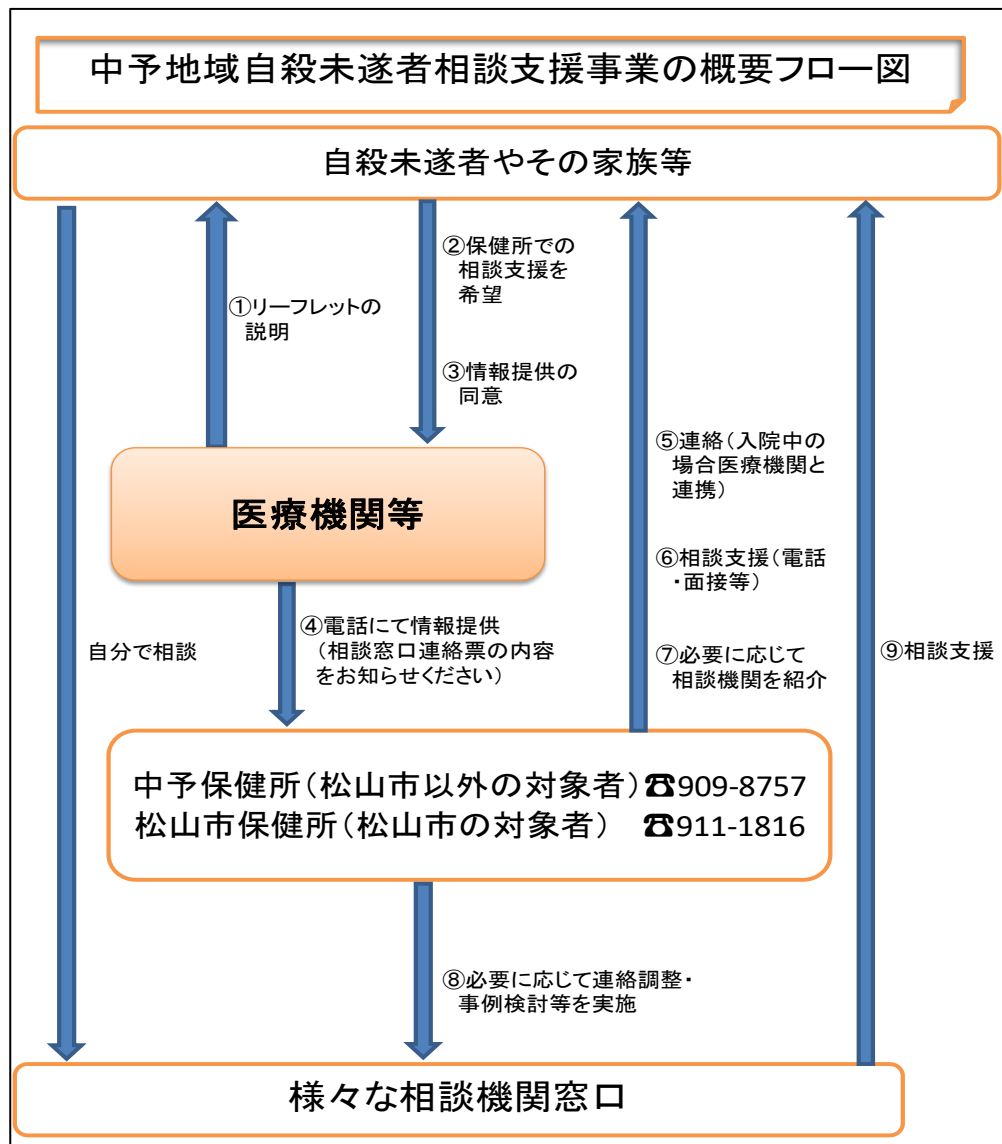 中予地域自殺未遂者相談支援事業の概要フロー図
自殺未遂者やその家族等
①リーフレットの
説明
②保健所での
相談支援を
希望
③情報提供の
同意
医療機関等
④電話にて情報提供
（相談窓口連絡票の内容
をお知らせください）
⑤連絡（入院中の
場合医療機関と
連携）
⑥相談支援（電話
・面接等）
⑦必要に応じて
相談機関を紹介
自分で相談
⑨相談支援
中予保健所（松山市以外の対象者）☎909-8757
松山市保健所（松山市の対象者） ☎911-1816
⑧必要に応じて連絡調整・
事例検討等を実施
様々な相談機関窓口